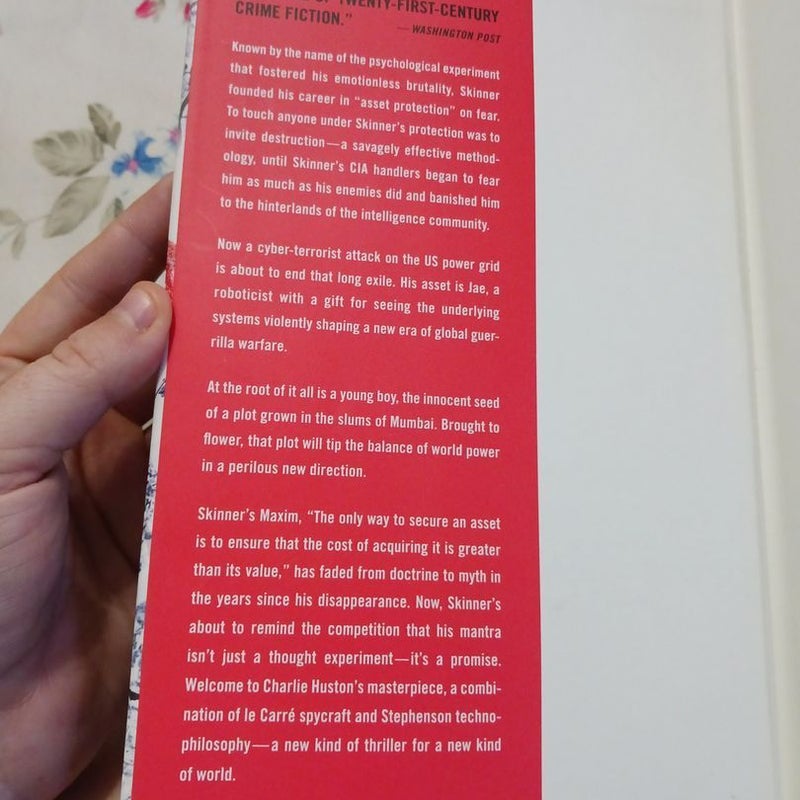 TWENTY-FIRST-CENTURY
CRIME FICTION.”
—WASHINGTON POST
Known by the name of the psychological experiment
that fostered his emotionless brutality, Skinner
founded his career in “asset protection” on fear.
To touch anyone under Skinner’s protection was to
invite destruction—a savagely effective method-
ology, until Skinner’s CIA handlers began to fear
him as much as his enemies did and banished him
to the hinterlands of the intelligence community.
Now a cyber-terrorist attack on the US power grid
is about to end that long exile. His asset is Jae, a
roboticist with a gift for seeing the underlying
systems violently shaping a new era of global guer-
rilla warfare.
At the root of it all is a young boy, the innocent seed
of a plot grown in the slums of Mumbai. Brought to
flower, that plot will tip the balance of world power
in a perilous new direction.
Skinner’s Maxim, “The only way to secure an asset
is to ensure that the cost of acquiring it is greater
than its value,” has faded from doctrine to myth in
the years since his disappearance. Now, Skinner’s
about to remind the competition that his mantra
isn’t just a thought experiment—it’s a promise.
Welcome to Charlie Huston’s masterpiece, a combi-
nation of le Carré spycraft and Stephenson techno-
philosophy—a new kind of thriller for a new kind
of world.